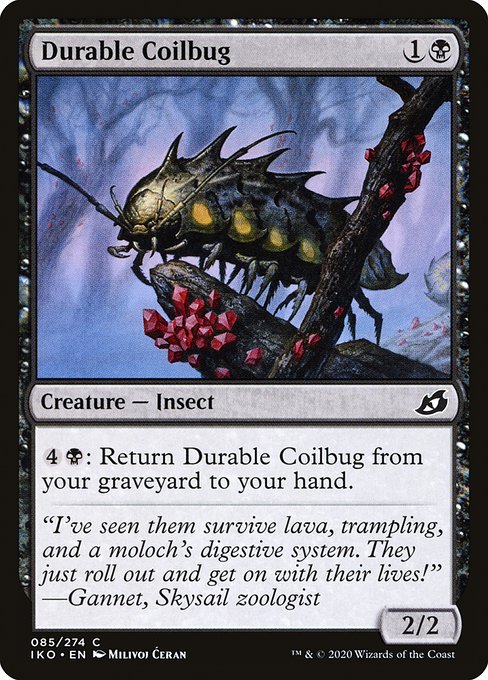 Durable Coilbug 1
Creature — Insect
4 : Return Durable Coilbug from
your graveyard to your hand.
“I’ve seen them survive lava, trampling,
and a moloch’s digestive system. They
just roll out and get on with their lives!”
—Gannet, Skysail zoologist
2/2
085/274 C
IKO • EN Milivoj Ćeran
™ & © 2020 Wizards of the Coast